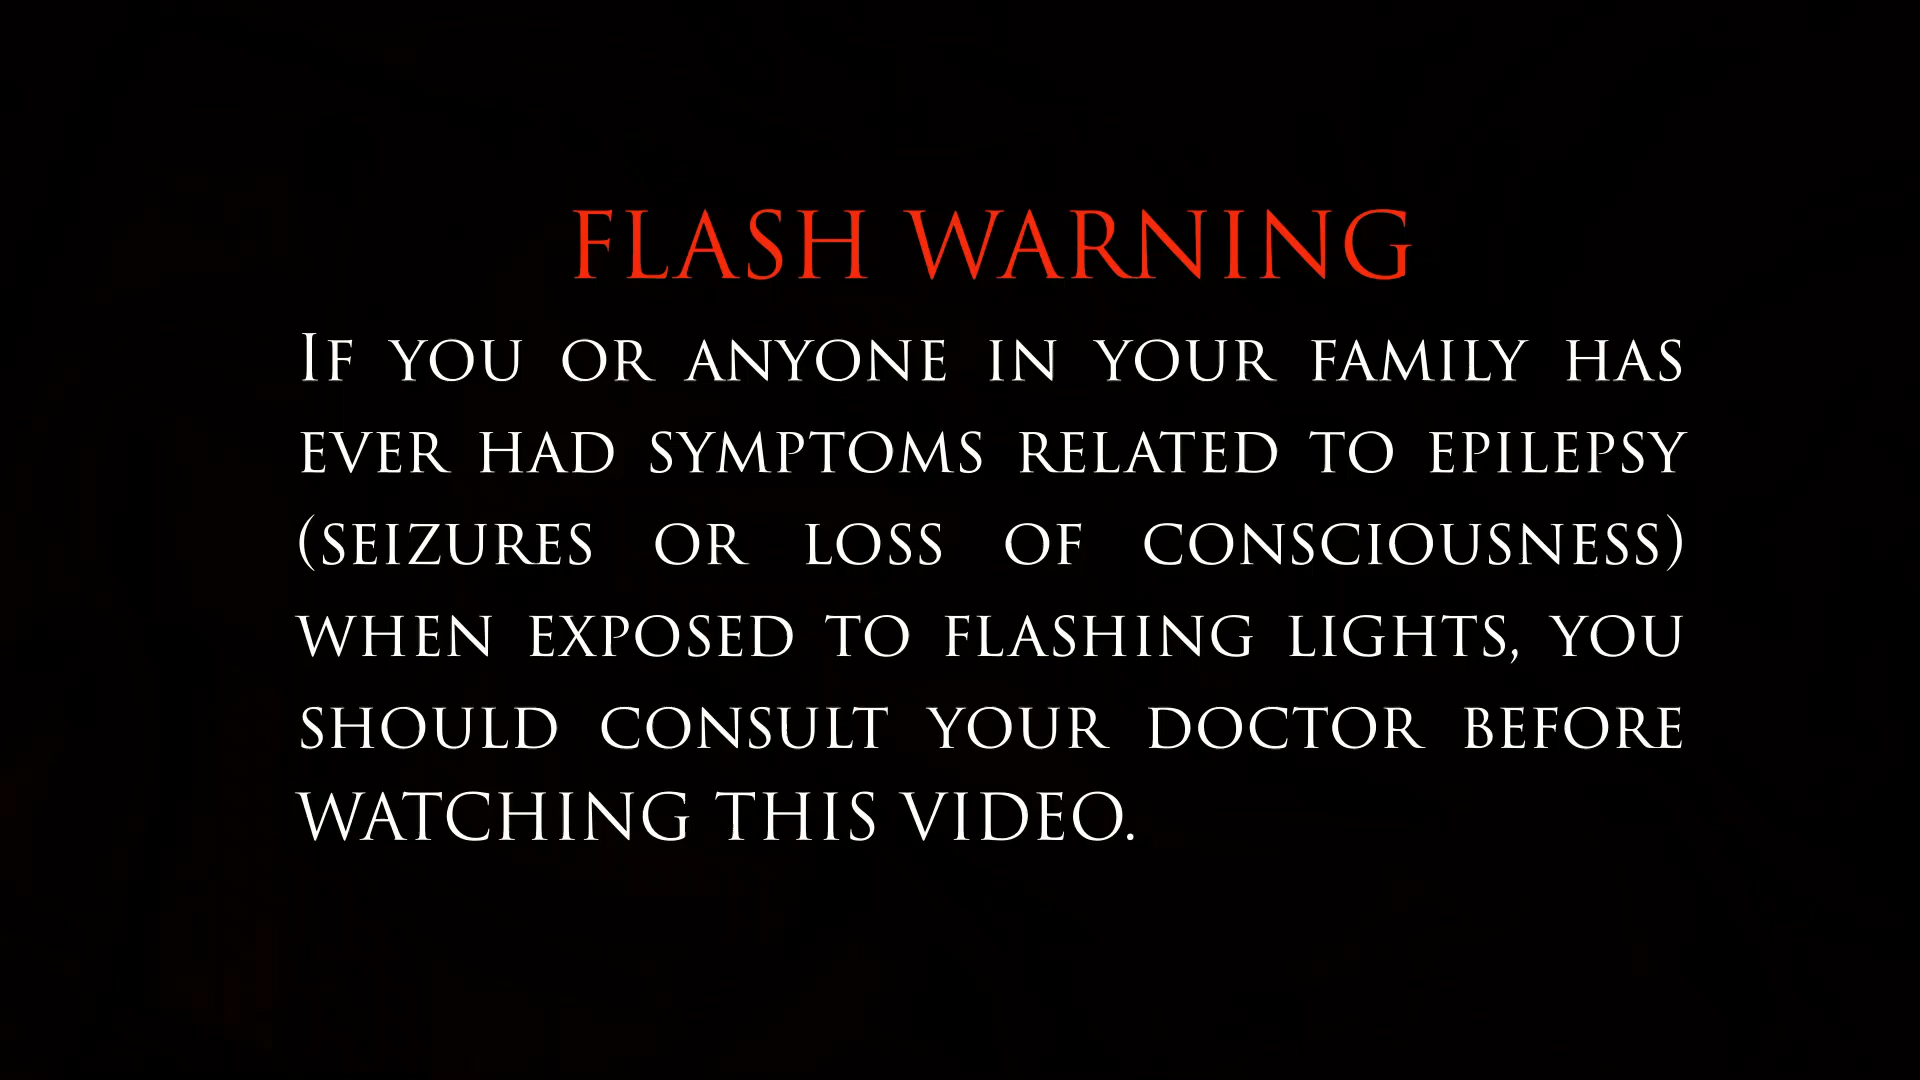 FLASH WARNING
If you or anyone in your family has
ever had symptoms related to epilepsy
(seizures or loss of consciousness)
when exposed to flashing lights, you
should consult your doctor before
WATCHING THIS VIDEO.